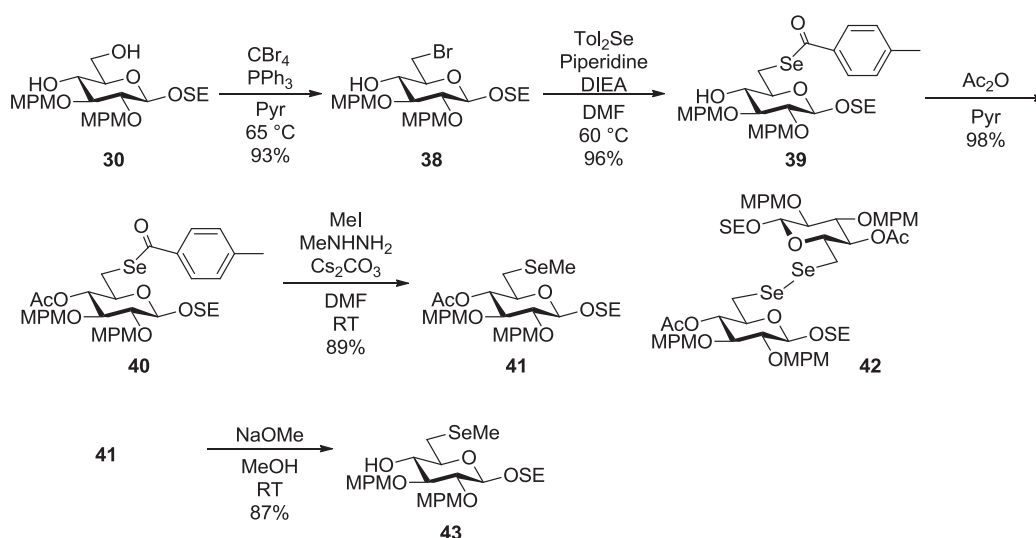 OH
HO
O
MPMO
OSE
MPMO
30
CBr4
PPh3
Pyr
65 °C
93%
Br
HO
O
MPMO
OSE
MPMO
38
Tol2Se
Piperidine
DIEA
DMF
60 °C
96%
O
Se
HO
O
MPMO
OSE
MPMO
39
Ac2O
Pyr
98%
O
Se
AcO
O
MPMO
OSE
MPMO
40
MeI
MeNHNH2
Cs2CO3
DMF
RT
89%
SeMe
AcO
O
MPMO
OSE
MPMO
41
MPMO
SEO
OMPM
O
OAc
Se
Se
AcO
O
MPMO
OSE
OMPM
42
41
NaOMe
MeOH
RT
87%
SeMe
HO
O
MPMO
OSE
MPMO
43